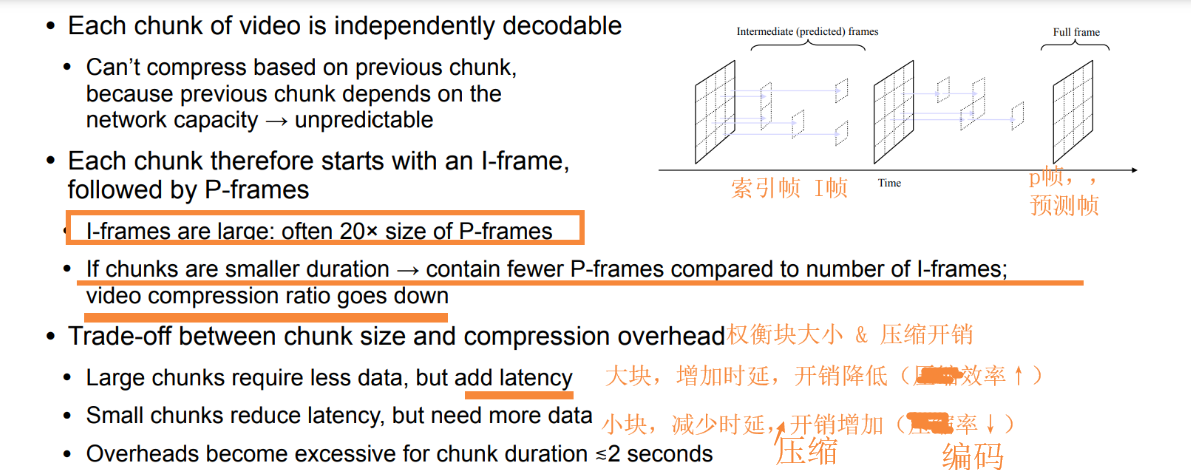 • Each chunk of video is independently decodable
• Can’t compress based on previous chunk,
because previous chunk depends on the
network capacity → unpredictable
• Each chunk therefore starts with an I-frame,
followed by P-frames
• I-frames are large: often 20× size of P-frames
• If chunks are smaller duration → contain fewer P-frames compared to number of I-frames;
video compression ratio goes down
• Trade-off between chunk size and compression overhead 权衡块大小 & 压缩开销
• Large chunks require less data, but add latency 大块，增加时延，开销降低（效率↑）
• Small chunks reduce latency, but need more data 小块，减少时延，开销增加（率↓）
• Overheads become excessive for chunk duration ≲2 seconds 压缩 编码
Intermediate (predicted) frames
Full frame
索引帧 I帧
Time
p帧，，
预测帧